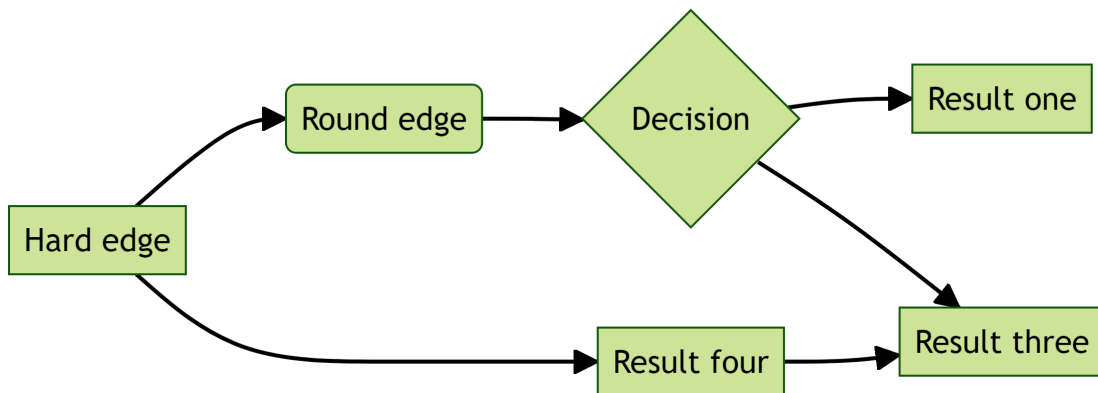 Hard edge
Round edge
Decision
Result one
Result four
Result three